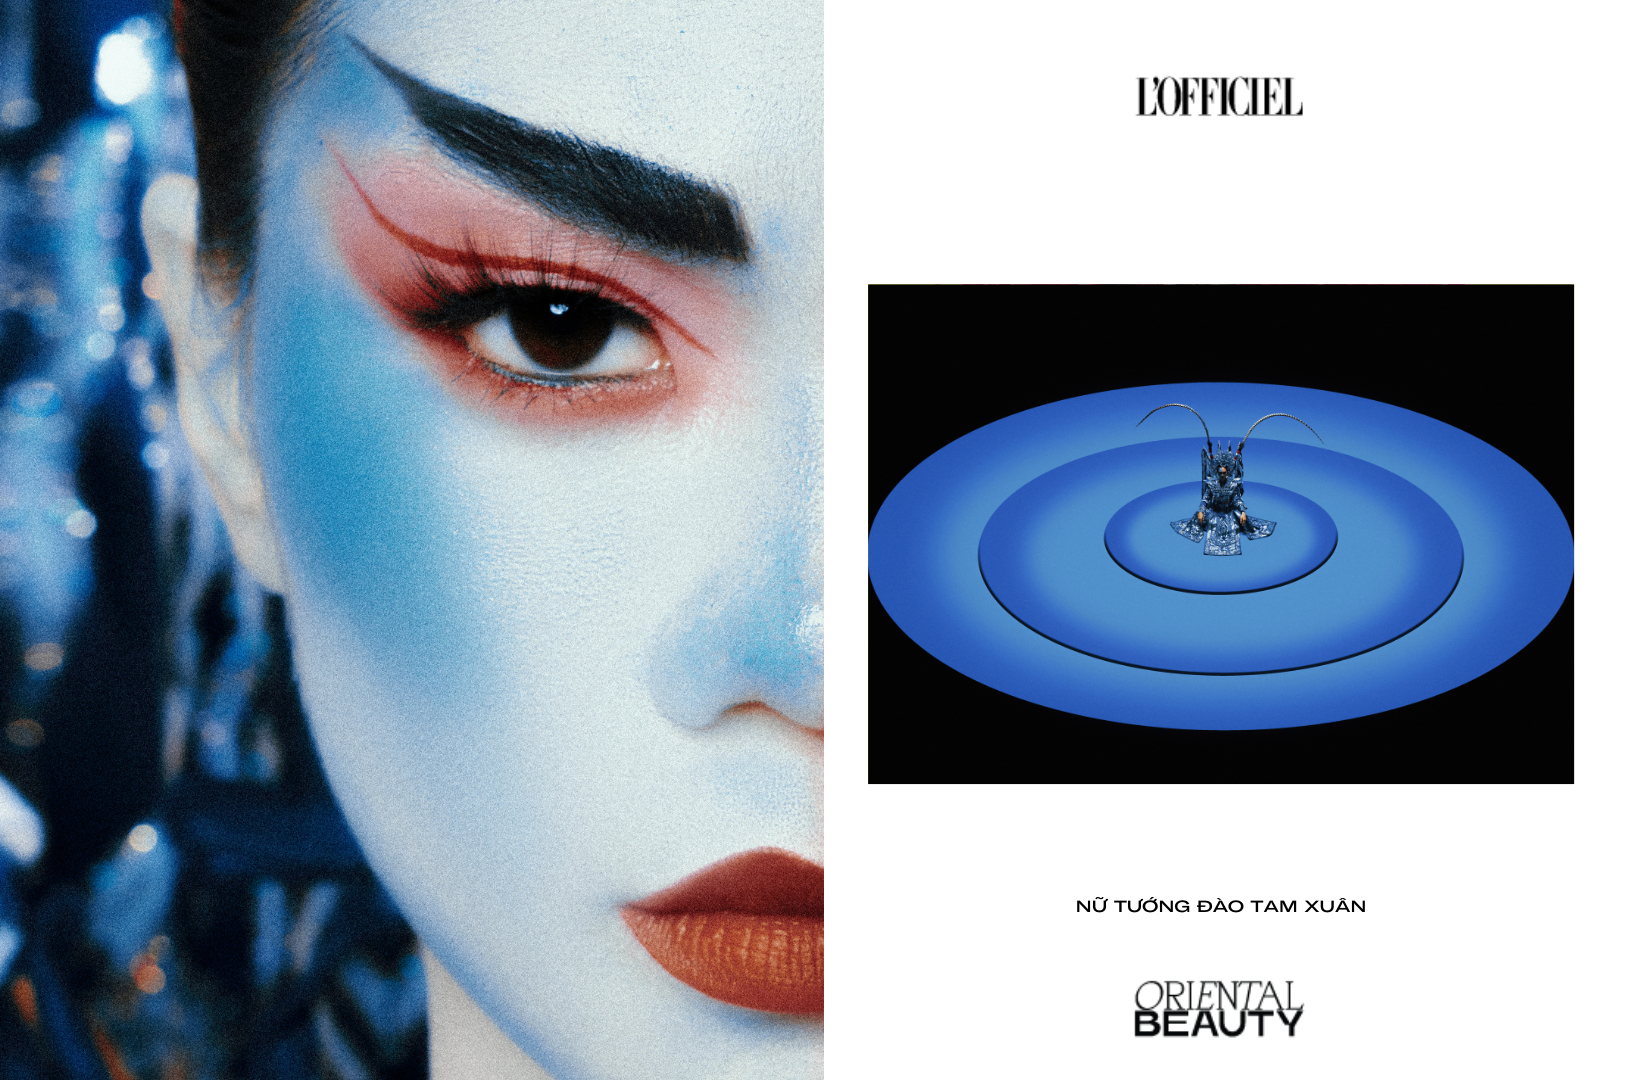 L'OFFICIEL
NỮ TƯỚNG ĐÀO TAM XUÂN
ORIENTAL
BEAUTY